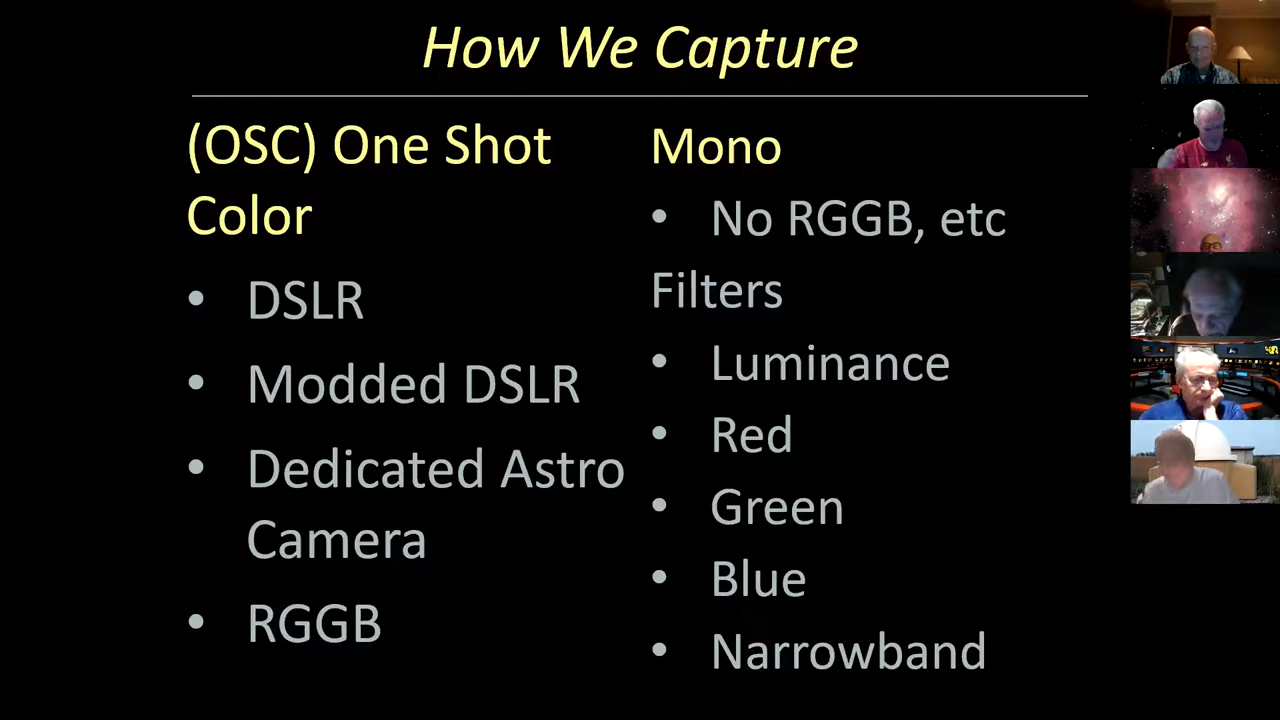 How We Capture
(OSC) One Shot
Color
• DSLR
• Modded DSLR
• Dedicated Astro
Camera
• RGGB
Mono
• No RGGB, etc
Filters
• Luminance
• Red
• Green
• Blue
• Narrowband